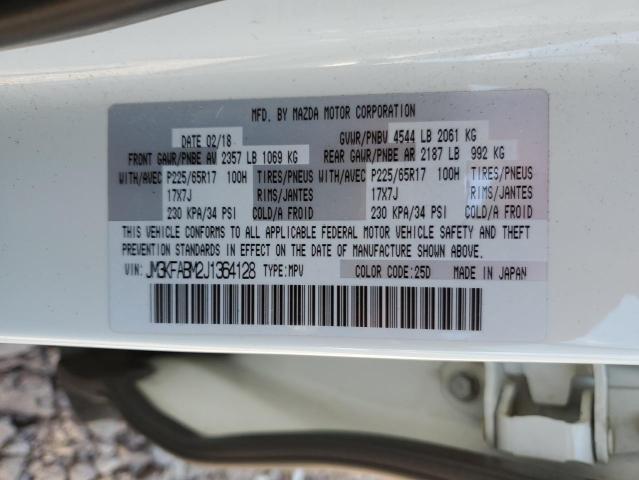 MFD. BY MAZDA MOTOR CORPORATION
DATE 02/18 GVWR/PNBV 4544 LB 2061 KG
FRONT GAWR/PNBE AV 2357 LB 1069 KG REAR GAWR/PNBE AR 2187 LB 992 KG
WITH/AVEC P225/65R17 100H TIRES/PNEUS WITH/AVEC P225/65R17 100H TIRES/PNEUS
17X7J RIMS/JANTES 17X7J RIMS/JANTES
230 KPA/34 PSI COLD/A FROID 230 KPA/34 PSI COLD/A FROID
THIS VEHICLE CONFORMS TO ALL APPLICABLE FEDERAL MOTOR VEHICLE SAFETY AND THEFT
PREVENTION STANDARDS IN EFFECT ON THE DATE OF MANUFACTURE SHOWN ABOVE.
VIN: JM3KFABM2J1364128 TYPE:MPV COLOR CODE:25D MADE IN JAPAN